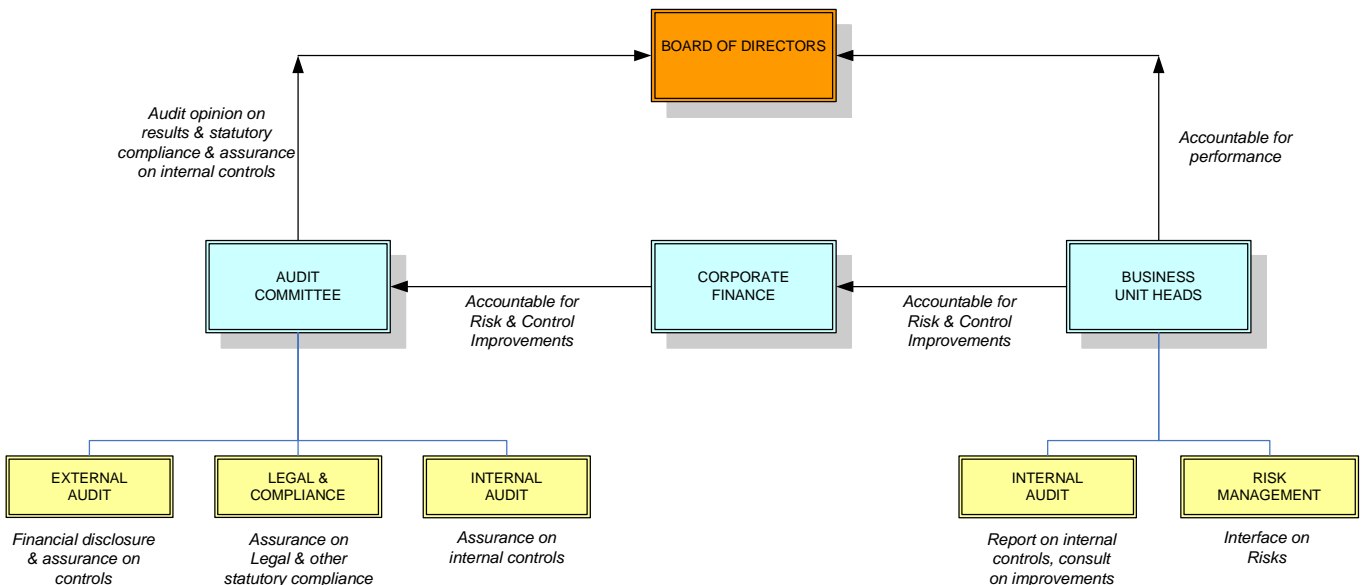 BOARD OF DIRECTORS
Audit opinion on
results & statutory
compliance & assurance
on internal controls
Accountable for
performance
AUDIT
COMMITTEE
Accountable for
Risk & Control
Improvements
CORPORATE
FINANCE
Accountable for
Risk & Control
Improvements
BUSINESS
UNIT HEADS
EXTERNAL
AUDIT
Financial disclosure
& assurance on
controls
LEGAL &
COMPLIANCE
Assurance on
Legal & other
statutory compliance
INTERNAL
AUDIT
Assurance on
internal controls
INTERNAL
AUDIT
Report on internal
controls, consult
on improvements
RISK
MANAGEMENT
Interface on
Risks